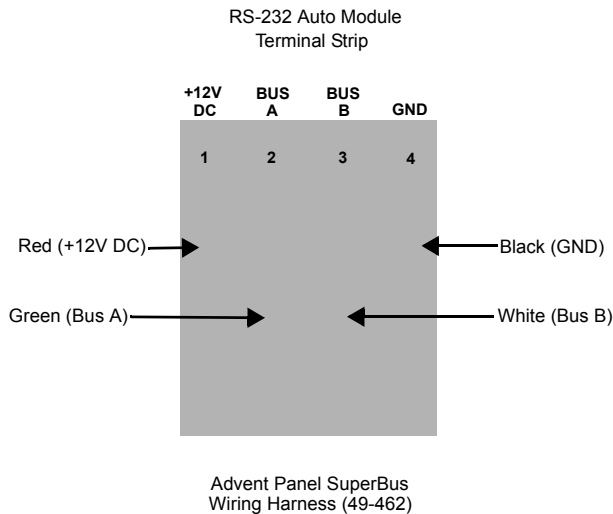 RS-232 Auto Module
Terminal Strip
+12V BUS BUS
DC A B GND
1 2 3 4
Red (+12V DC) Black (GND)
Green (Bus A) White (Bus B)
Advent Panel SuperBus
Wiring Harness (49-462)